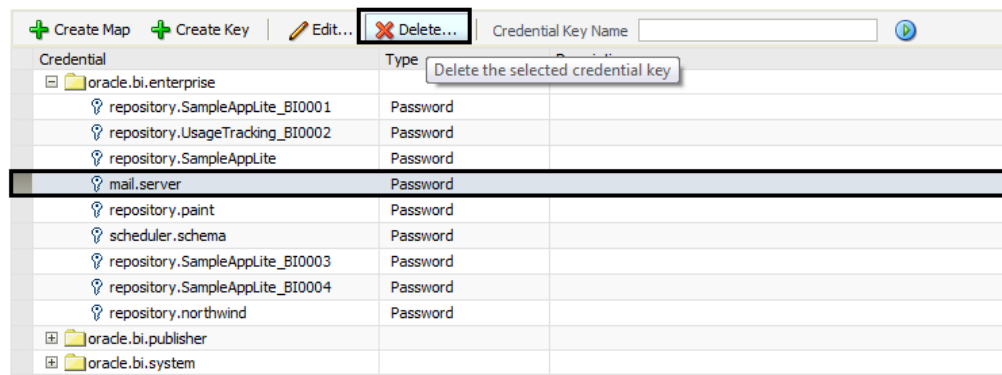 Create Map Create Key Edit... Delete... Credential Key Name
Credential Type
Delete the selected credential key
oracle.bi.enterprise
repository.SampleAppLite_BI0001 Password
repository.UsageTracking_BI0002 Password
repository.SampleAppLite Password
mail.server Password
repository.paint Password
scheduler.schema Password
repository.SampleAppLite_BI0003 Password
repository.SampleAppLite_BI0004 Password
repository.northwind Password
oracle.bi.publisher
oracle.bi.system